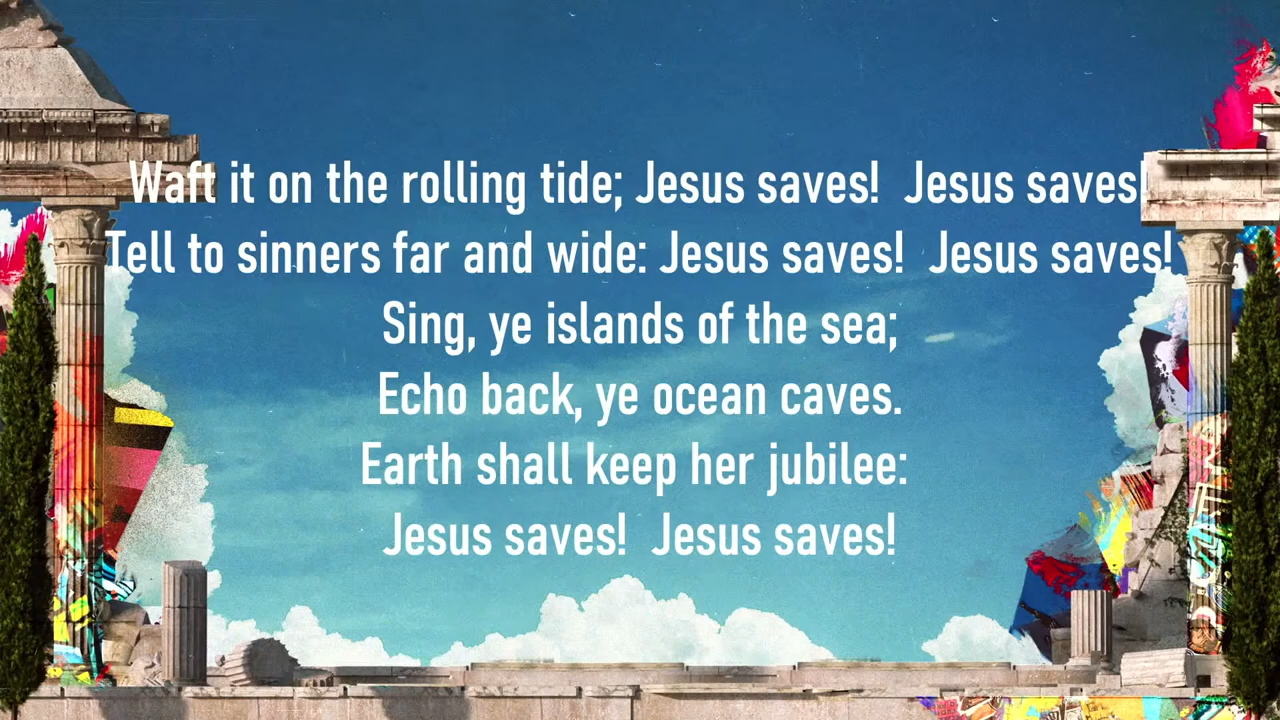 Waft it on the rolling tide; Jesus saves!  Jesus saves!
Tell to sinners far and wide: Jesus saves!  Jesus saves!
Sing, ye islands of the sea;
Echo back, ye ocean caves.
Earth shall keep her jubilee:
Jesus saves!  Jesus saves!